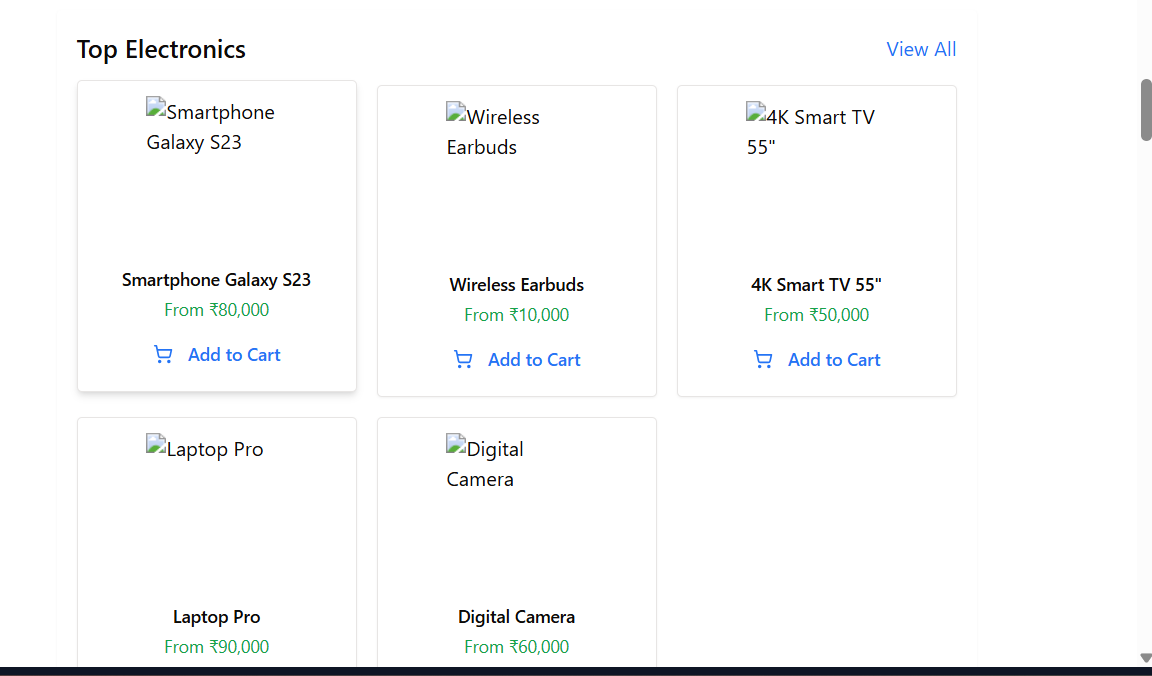 Top Electronics
View All
Smartphone
Galaxy S23
Smartphone Galaxy S23
From ₹80,000
Add to Cart
Wireless
Earbuds
Wireless Earbuds
From ₹10,000
Add to Cart
4K Smart TV
55"
4K Smart TV 55"
From ₹50,000
Add to Cart
Laptop Pro
Laptop Pro
From ₹90,000
Digital
Camera
Digital Camera
From ₹60,000